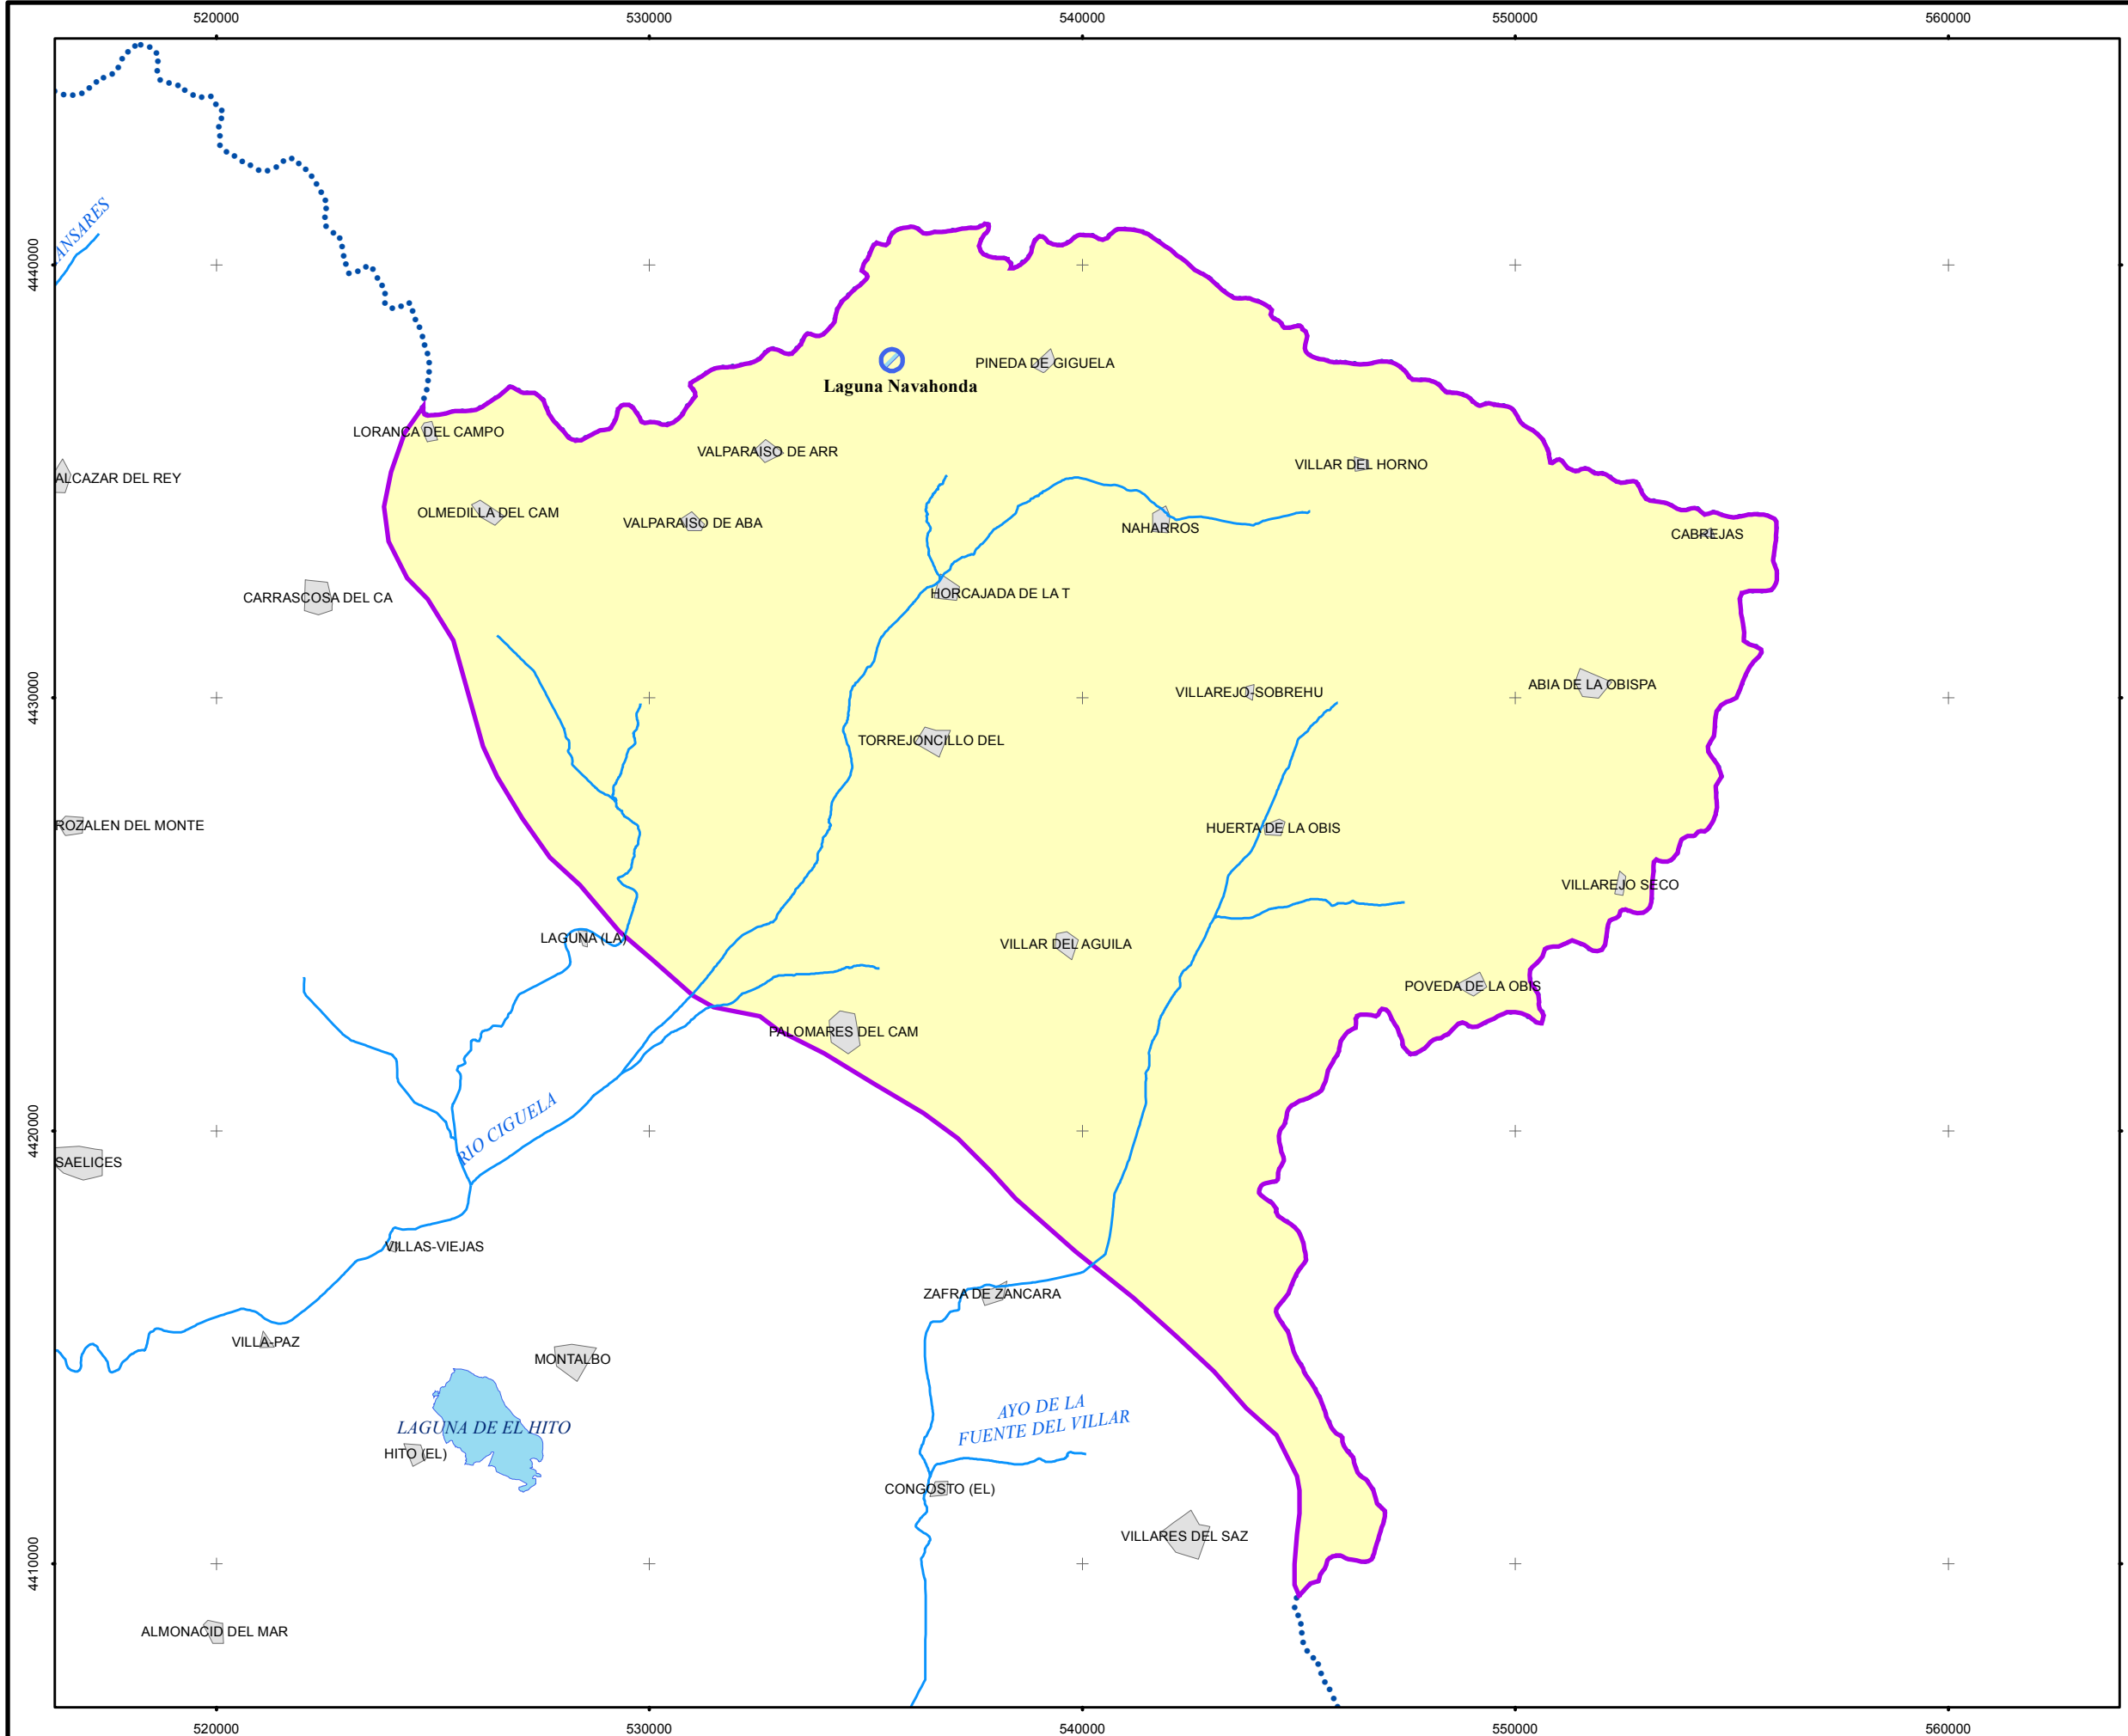 520000
530000
540000
550000
560000
ANSARES
4440000
PINEDA DE GIGUELA
Laguna Navahonda
LORANCA DEL CAMPO
VALPARAISO DE ARR
VILLAR DEL HORNO
ALCAZAR DEL REY
OLMEDILLA DEL CAM
VALPARAISO DE ABA
NAHARROS
CABREJAS
CARRASCOSA DEL CA
HORCAJADA DE LA T
4430000
VILLAREJO-SOBREHU
ABIA DE LA OBISPA
TORREJONCILLO DEL
ROZALEN DEL MONTE
HUERTA DE LA OBIS
VILLAREJO SECO
LAGUNA (LA)
VILLAR DEL AGUILA
POVEDA DE LA OBIS
PALOMARES DEL CAM
4420000
RIO CIGUELA
SAELICES
VILLAS-VIEJAS
ZAFRA DE ZANCARA
VILLA-PAZ
MONTALBO
AYO DE LA
FUENTE DEL VILLAR
LAGUNA DE EL HITO
HITO (EL)
CONGOSTO (EL)
VILLARES DEL SAZ
4410000
ALMONACID DEL MAR
520000
530000
540000
550000
560000